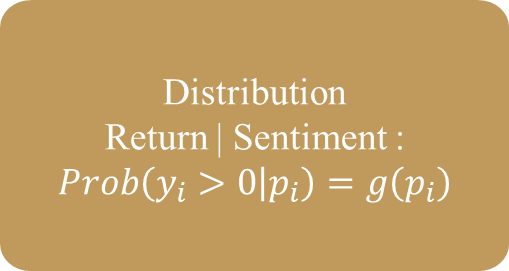 Distribution
Return | Sentiment :
𝑃𝑟𝑜𝑏(𝑦ᵢ > 0|𝑝ᵢ) = 𝑔(𝑝ᵢ)